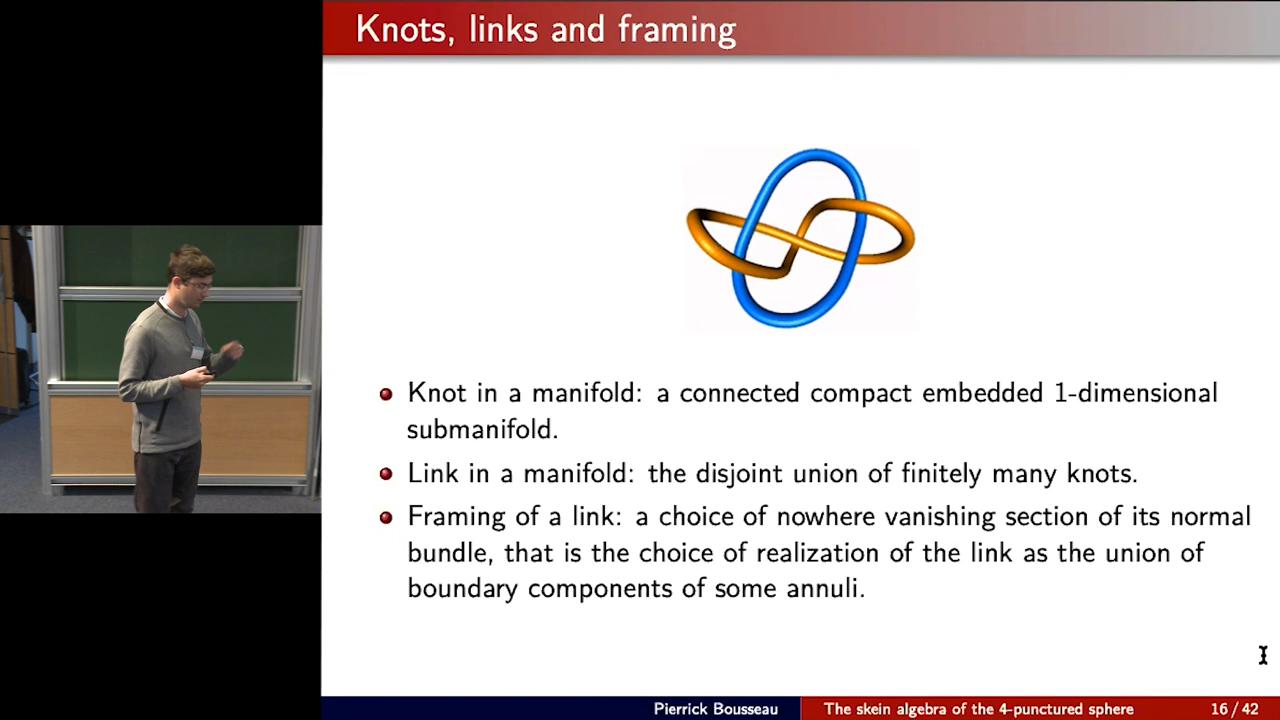 Knots, links and framing
Knot in a manifold: a connected compact embedded 1-dimensional
submanifold.
Link in a manifold: the disjoint union of finitely many knots.
Framing of a link: a choice of nowhere vanishing section of its normal
bundle, that is the choice of realization of the link as the union of
boundary components of some annuli.
Pierrick Bousseau
The skein algebra of the 4-punctured sphere
16 / 42